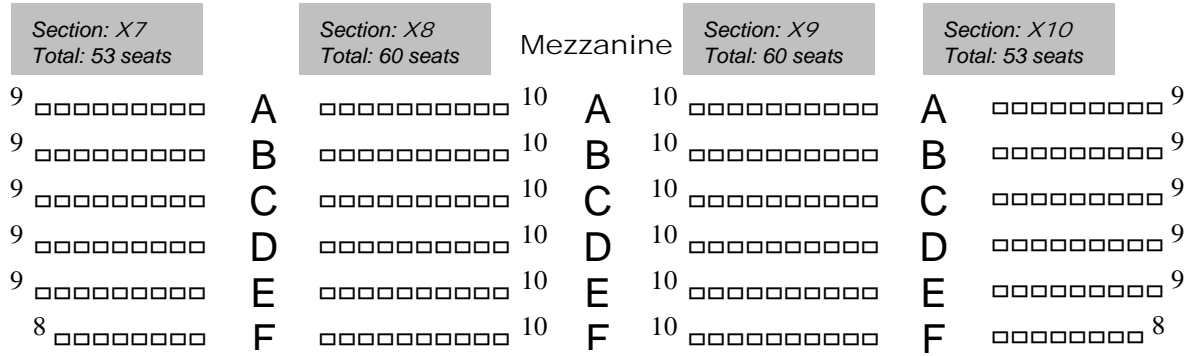 Section: X7
Total: 53 seats
Section: X8
Total: 60 seats
Mezzanine
Section: X9
Total: 60 seats
Section: X10
Total: 53 seats
9 A 10 A 10 A 9
9 B 10 B 10 B 9
9 C 10 C 10 C 9
9 D 10 D 10 D 9
9 E 10 E 10 E 9
8 F 10 F 10 F 8